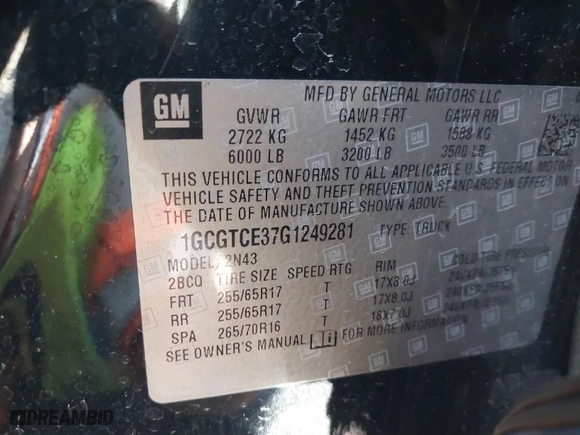 GM
MFD BY GENERAL MOTORS LLC
GVWR GAWR FRT GAWR RR
2722 KG 1452 KG 1588 KG
6000 LB 3200 LB 3500 LB
THIS VEHICLE CONFORMS TO ALL APPLICABLE U.S. FEDERAL MOTOR
VEHICLE SAFETY AND THEFT PREVENTION STANDARDS IN EFFECT ON
THE DATE OF MANUFACTURE SHOWN ABOVE.
1GCGTCE37G1249281 TYPE: TRUCK
MODEL: 2N43
2BCQ TIRE SIZE SPEED RTG RIM COLD TIRE PRESSURE
FRT 255/65R17 T 17X8.0J
RR 255/65R17 T 17X8.0J
SPA 265/70R16 T 16X7.0J
SEE OWNER'S MANUAL FOR MORE INFORMATION
DREAMBID